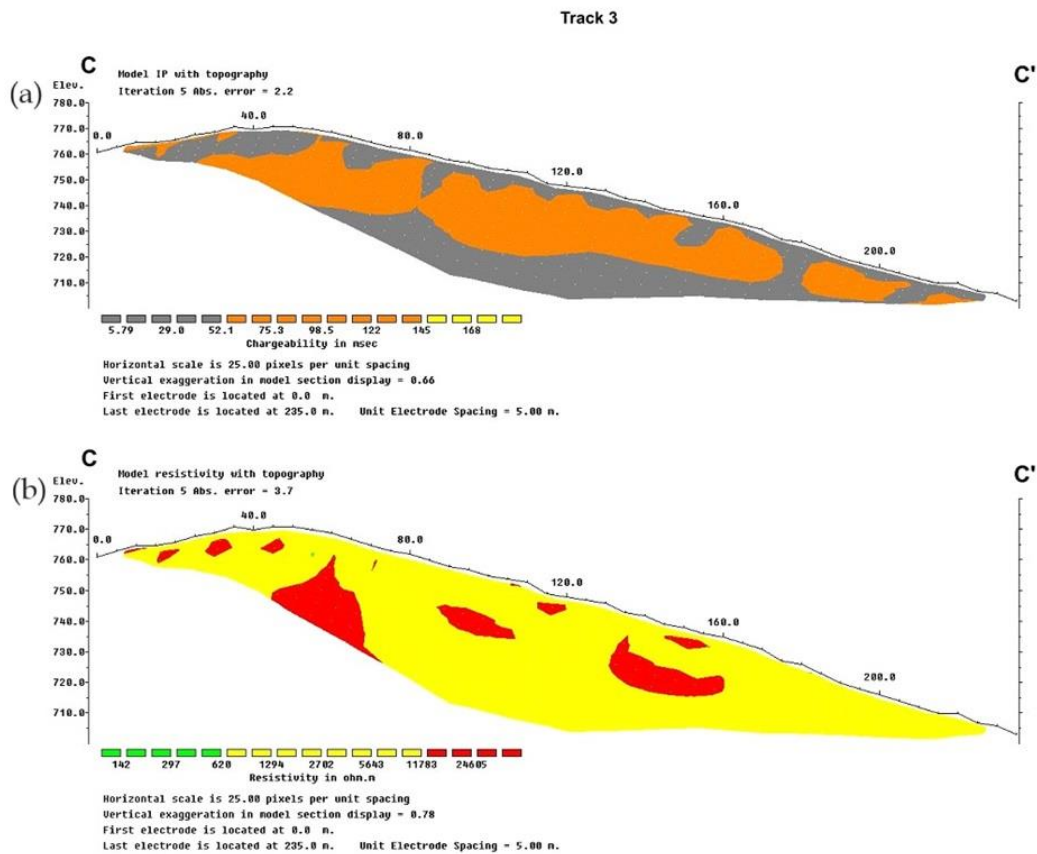 Track 3
(a)
C
C'
Model IP with topography
Iteration 5 Abs. error = 2.2
Elev.
780.0
770.0
760.0
750.0
740.0
730.0
720.0
710.0
0.0
40.0
80.0
120.0
160.0
200.0
5.79 29.0 52.1 75.3 98.5 122 145 168
Chargeability in msec
Horizontal scale is 25.00 pixels per unit spacing
Vertical exaggeration in model section display = 0.66
First electrode is located at 0.0 m.
Last electrode is located at 235.0 m. Unit Electrode Spacing = 5.00 m.
(b)
C
C'
Model resistivity with topography
Iteration 5 Abs. error = 3.7
Elev.
780.0
770.0
760.0
750.0
740.0
730.0
720.0
710.0
0.0
40.0
80.0
120.0
160.0
200.0
142 297 620 1294 2702 5643 11783 24605
Resistivity in ohm.m
Horizontal scale is 25.00 pixels per unit spacing
Vertical exaggeration in model section display = 0.78
First electrode is located at 0.0 m.
Last electrode is located at 235.0 m. Unit Electrode Spacing = 5.00 m.